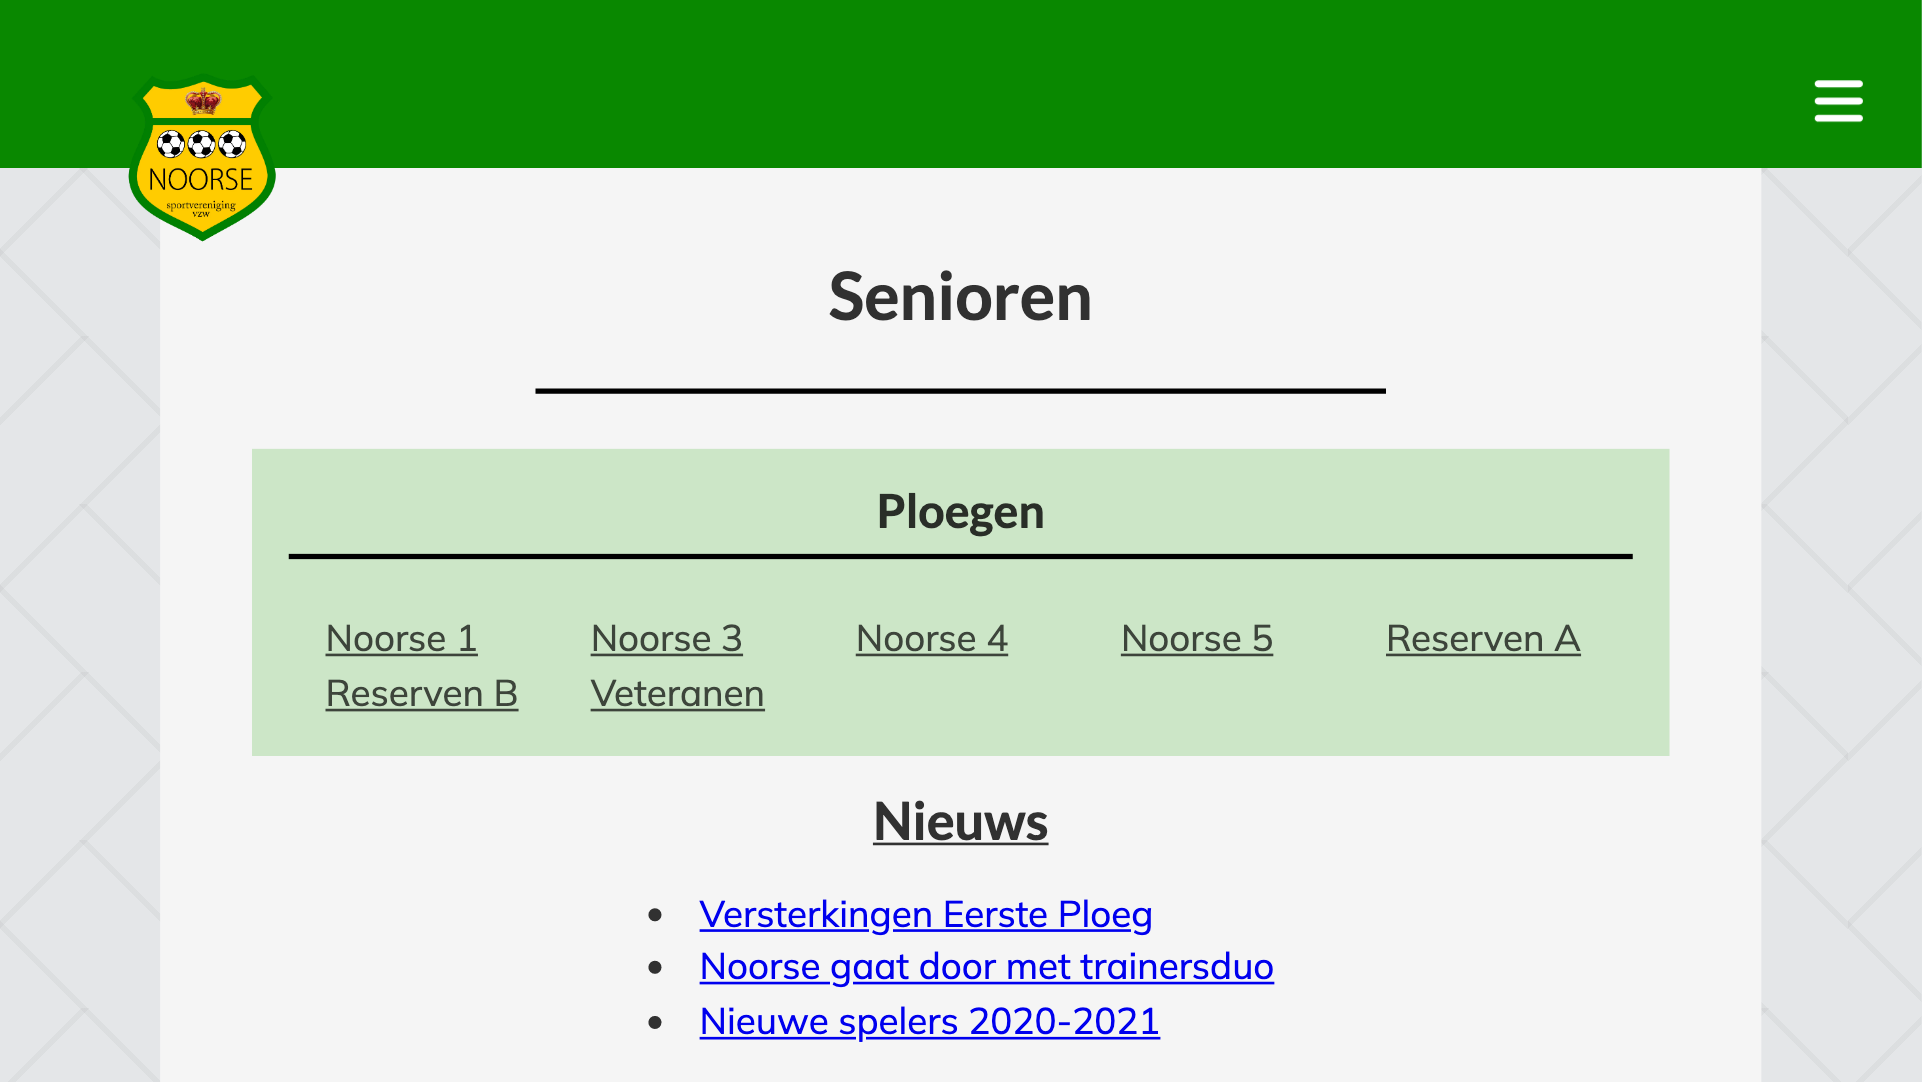 NOORSE
sportvereniging
vzw
Senioren
Ploegen
Noorse 1 Noorse 3 Noorse 4 Noorse 5 Reserven A
Reserven B Veteranen
Nieuws
Versterkingen Eerste Ploeg
Noorse gaat door met trainersduo
Nieuwe spelers 2020-2021